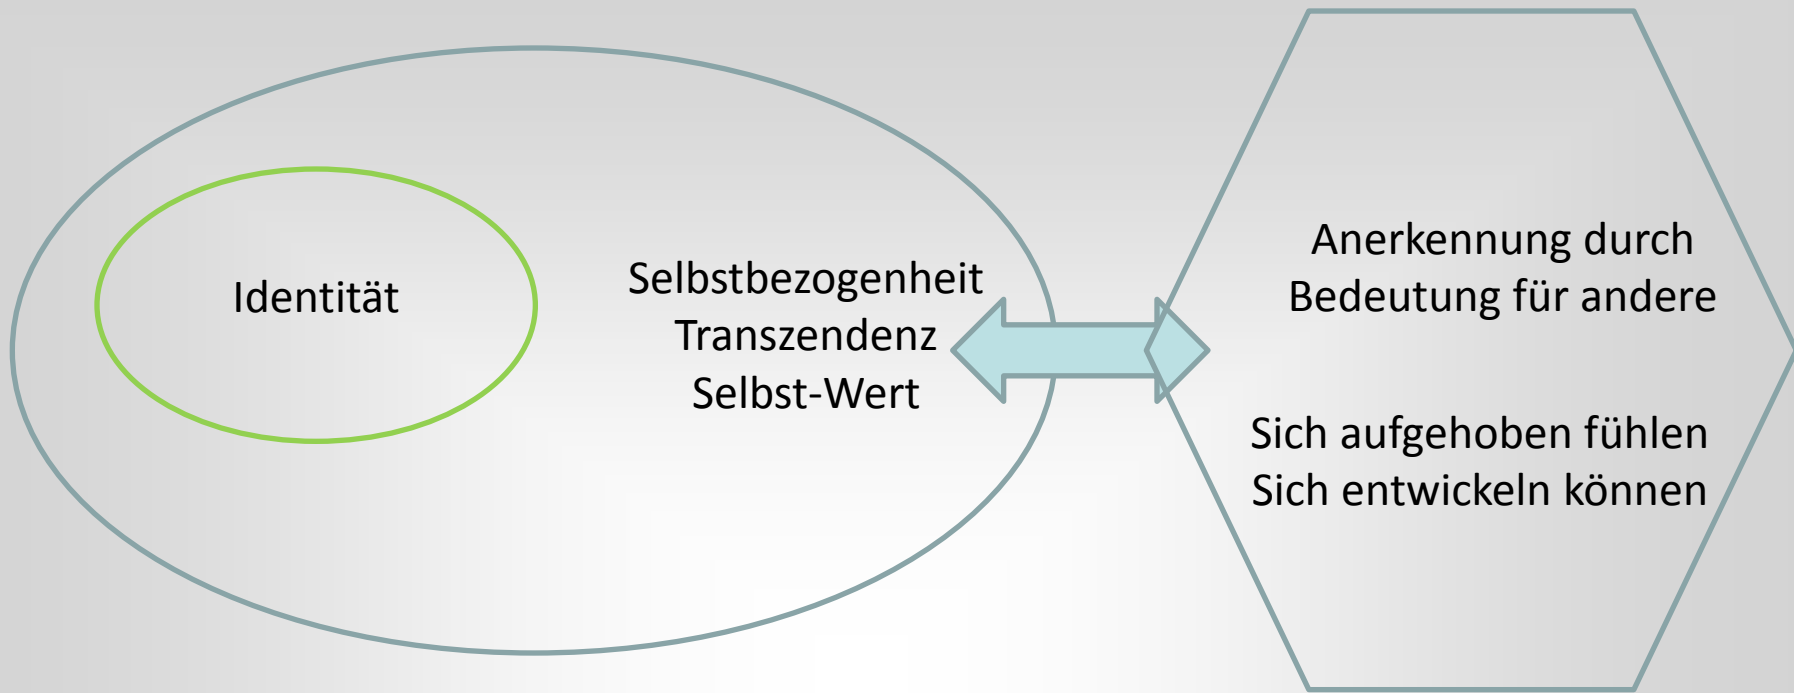 Identität
Selbstbezogenheit
Transzendenz
Selbst-Wert
Anerkennung durch
Bedeutung für andere
Sich aufgehoben fühlen
Sich entwickeln können